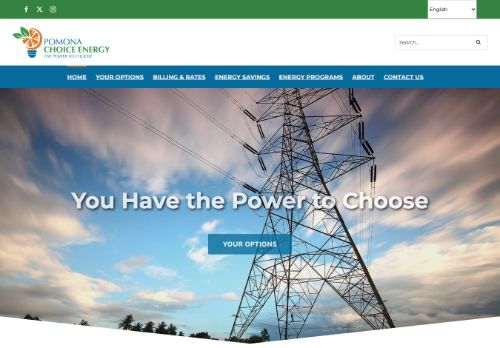 English
POMONA
CHOICE ENERGY
THE POWER TO CHOOSE
Search...
HOME YOUR OPTIONS BILLING & RATES ENERGY SAVINGS ENERGY PROGRAMS ABOUT CONTACT US
You Have the Power to Choose
YOUR OPTIONS